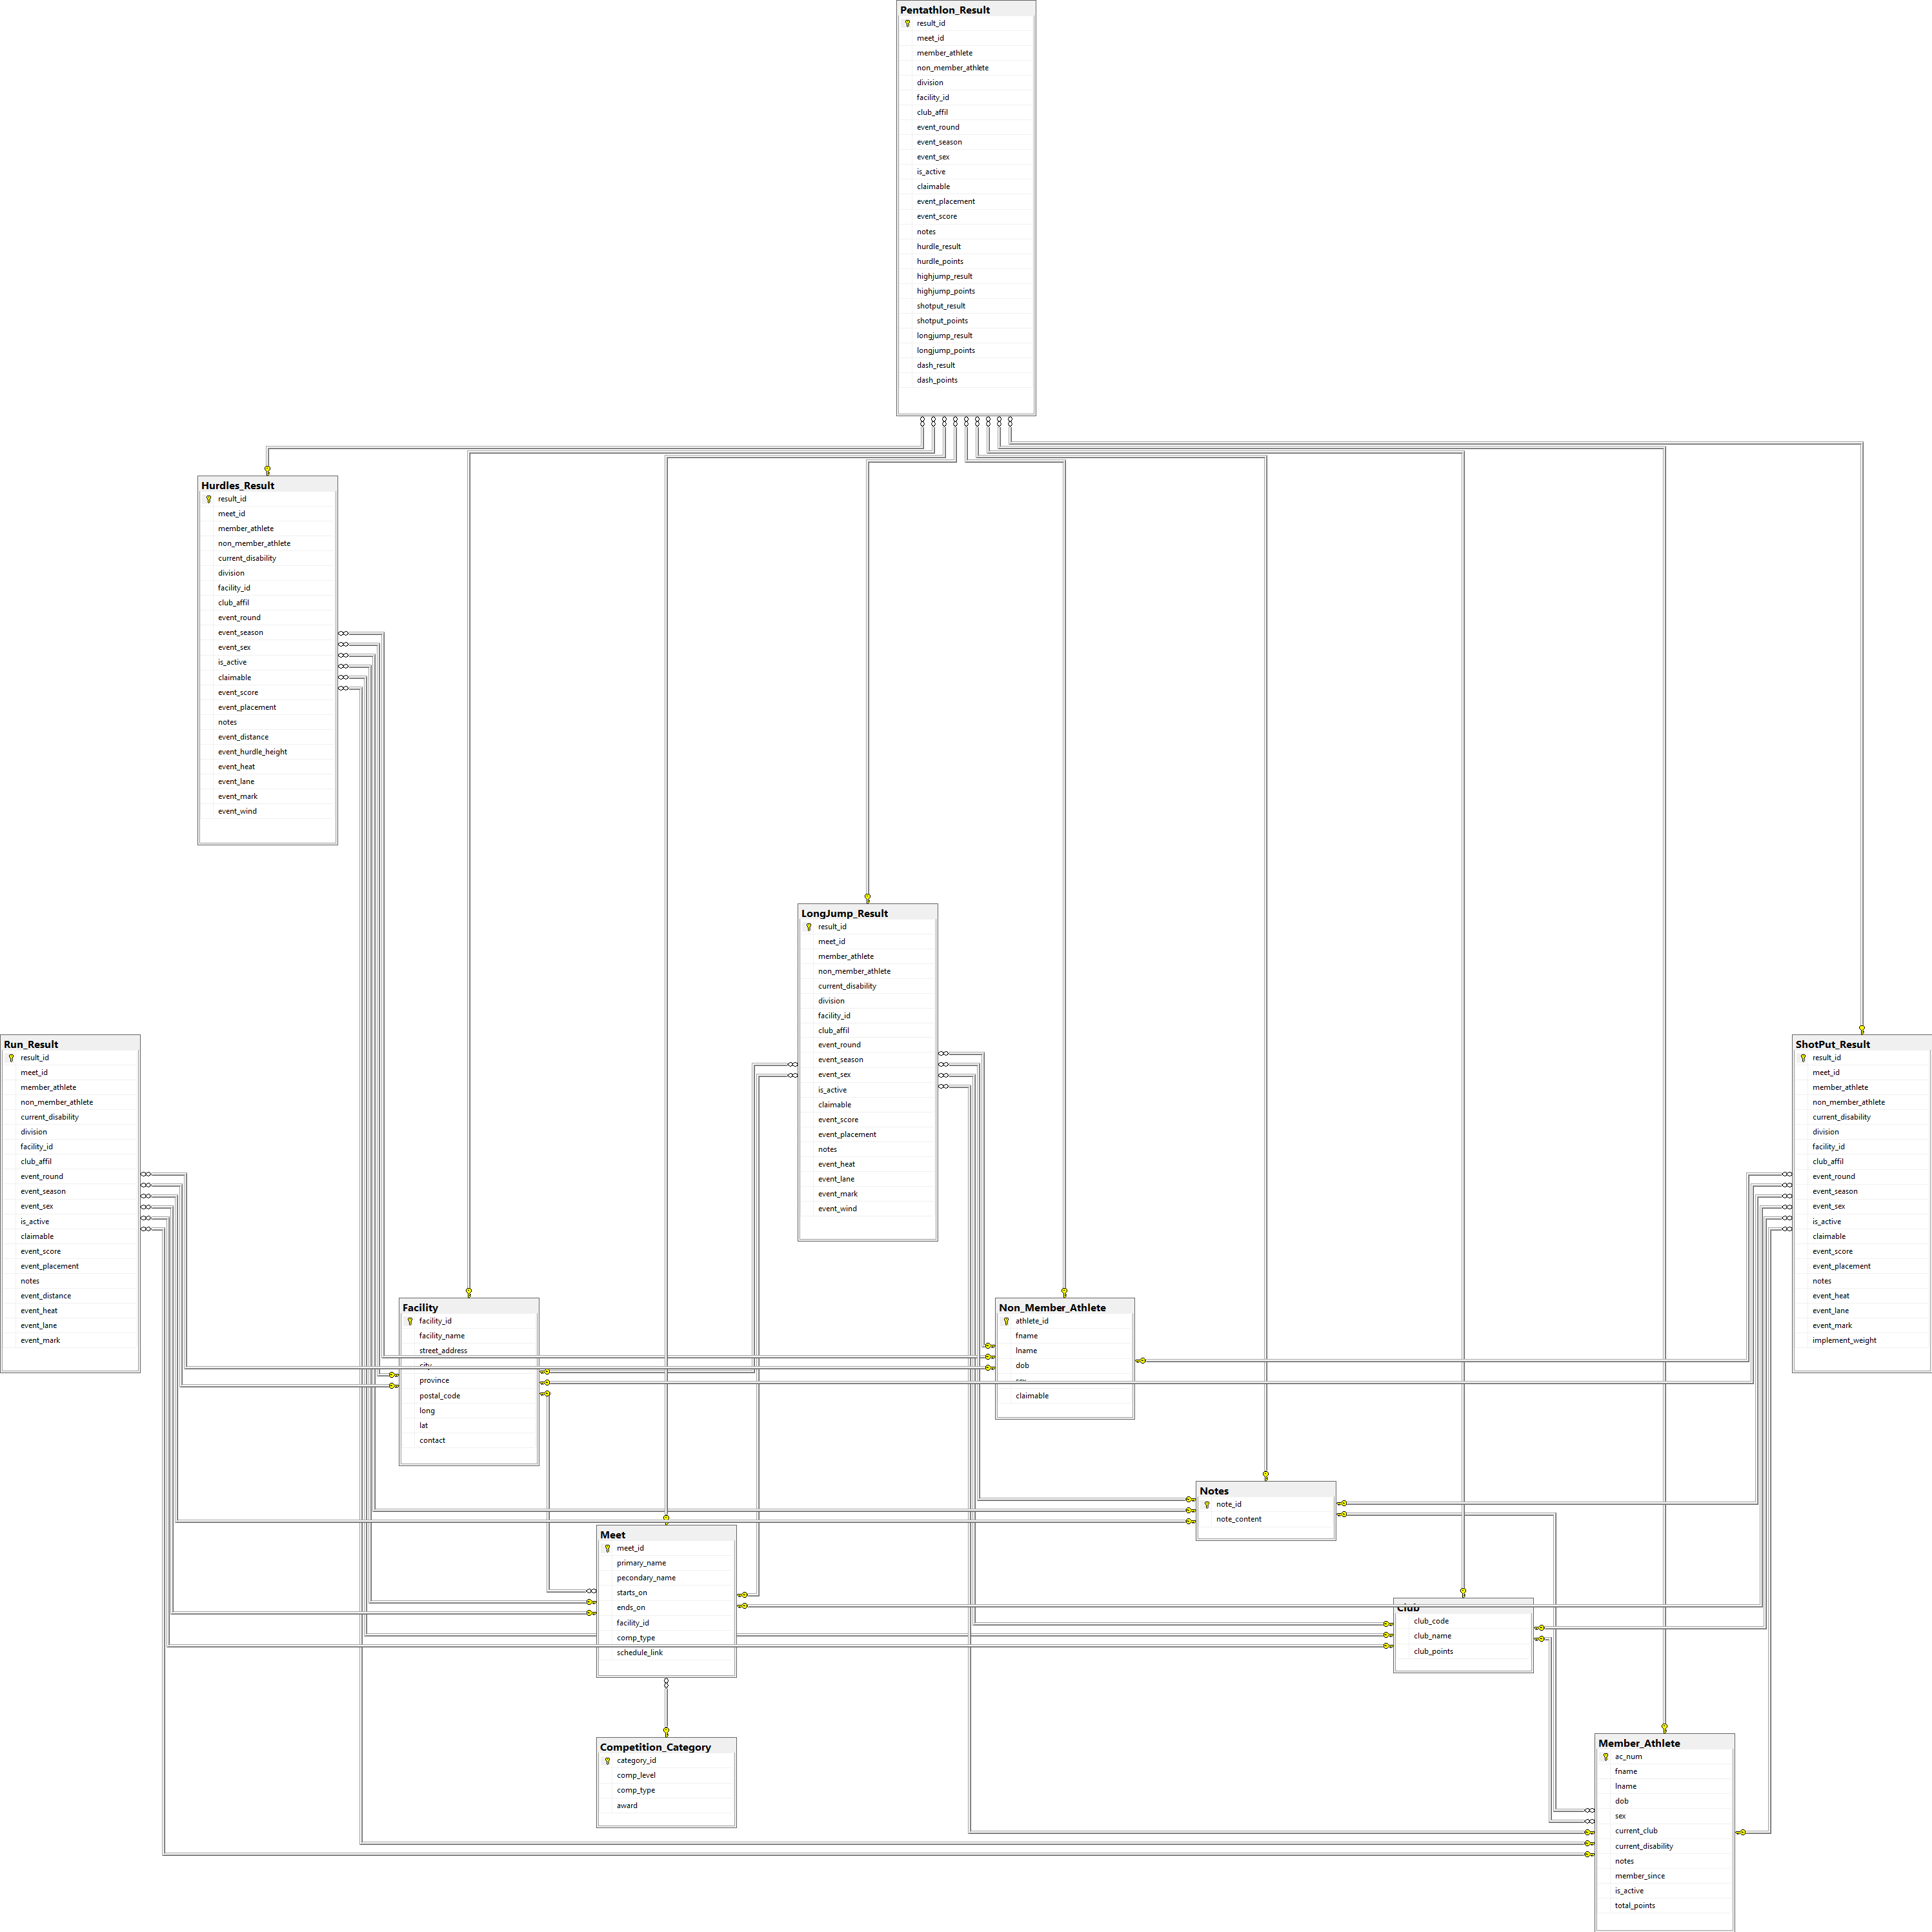 Pentathlon_Result
result_id
meet_id
member_athlete
non_member_athlete
division
facility_id
club_affil
event_round
event_season
event_sex
is_active
claimable
event_placement
event_score
notes
hurdle_result
hurdle_points
highjump_result
highjump_points
shotput_result
shotput_points
longjump_result
longjump_points
dash_result
dash_points
Hurdles_Result
result_id
meet_id
member_athlete
non_member_athlete
current_disability
division
facility_id
club_affil
event_round
event_season
event_sex
is_active
claimable
event_score
event_placement
notes
event_distance
event_hurdle_height
event_heat
event_lane
event_mark
event_wind
LongJump_Result
result_id
meet_id
member_athlete
non_member_athlete
current_disability
division
facility_id
club_affil
event_round
event_season
event_sex
is_active
claimable
event_score
event_placement
notes
event_heat
event_lane
event_mark
event_wind
Run_Result
result_id
meet_id
member_athlete
non_member_athlete
current_disability
division
facility_id
club_affil
event_round
event_season
event_sex
is_active
claimable
event_score
event_placement
notes
event_distance
event_heat
event_lane
event_mark
ShotPut_Result
result_id
meet_id
member_athlete
non_member_athlete
current_disability
division
facility_id
club_affil
event_round
event_season
event_sex
is_active
claimable
event_score
event_placement
notes
event_heat
event_lane
event_mark
implement_weight
Facility
facility_id
facility_name
street_address
city
province
postal_code
long
lat
contact
Non_Member_Athlete
athlete_id
fname
lname
dob
sex
claimable
Notes
note_id
note_content
Meet
meet_id
primary_name
pecondary_name
starts_on
ends_on
facility_id
comp_type
schedule_link
Club
club_code
club_name
club_points
Competition_Category
category_id
comp_level
comp_type
award
Member_Athlete
ac_num
fname
lname
dob
sex
current_club
current_disability
notes
member_since
is_active
total_points